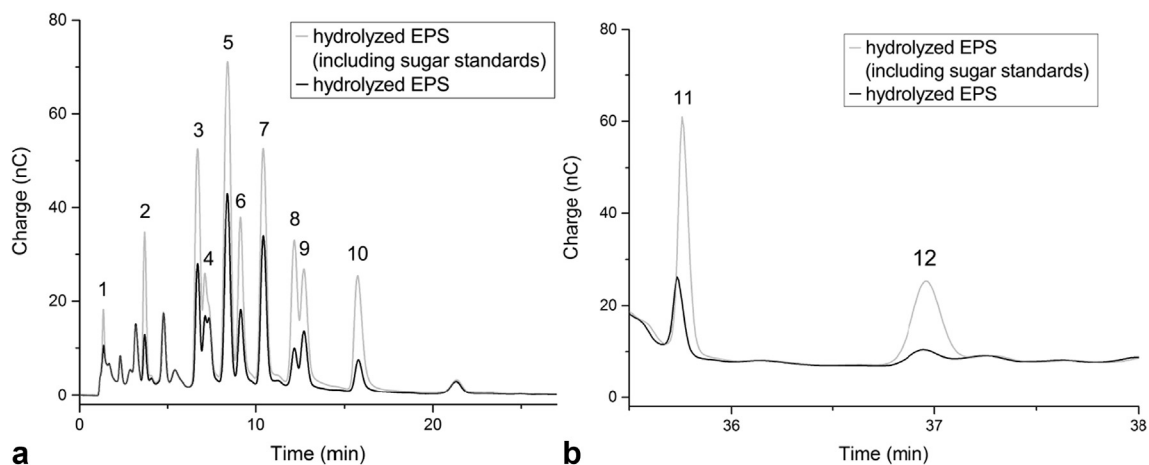 80
60
40
20
0
Charge (nC)
0
10
20
Time (min)
1
2
3
4
5
6
7
8
9
10
hydrolyzed EPS
(including sugar standards)
hydrolyzed EPS
a
80
60
40
20
0
Charge (nC)
36
37
38
Time (min)
11
12
hydrolyzed EPS
(including sugar standards)
hydrolyzed EPS
b